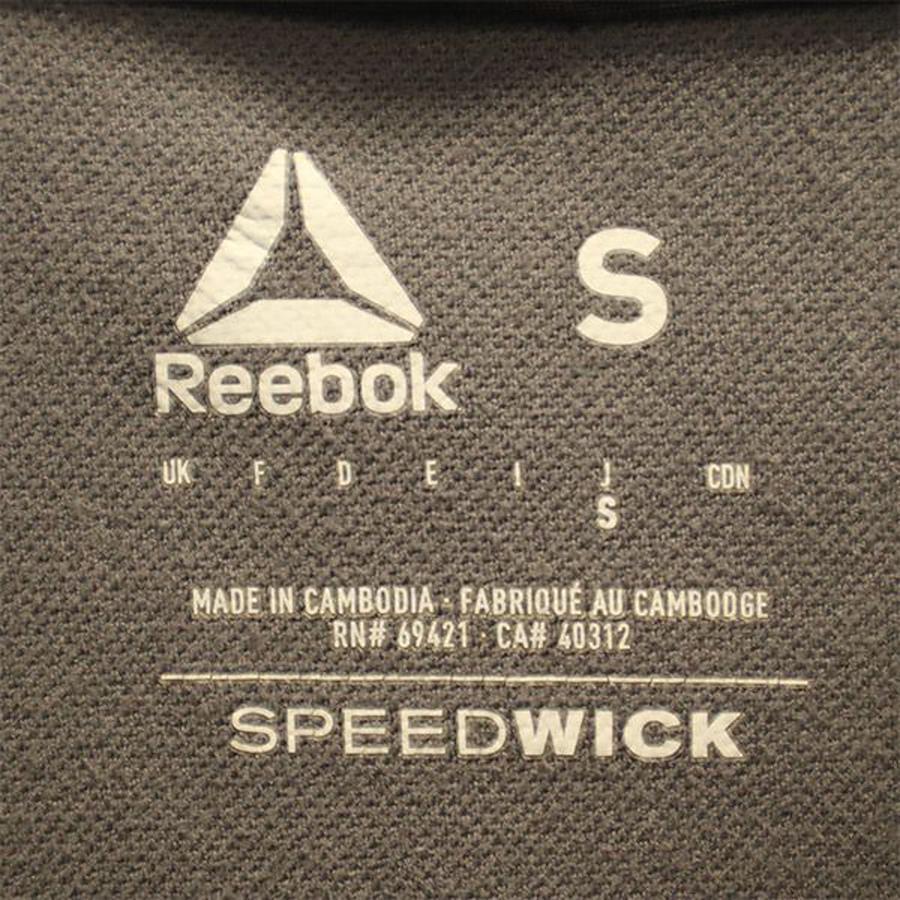 Reebok
S
UK F D E I J CDN
S
MADE IN CAMBODIA · FABRIQUÉ AU CAMBODGE
RN# 69421 · CA# 40312
SPEEDWICK